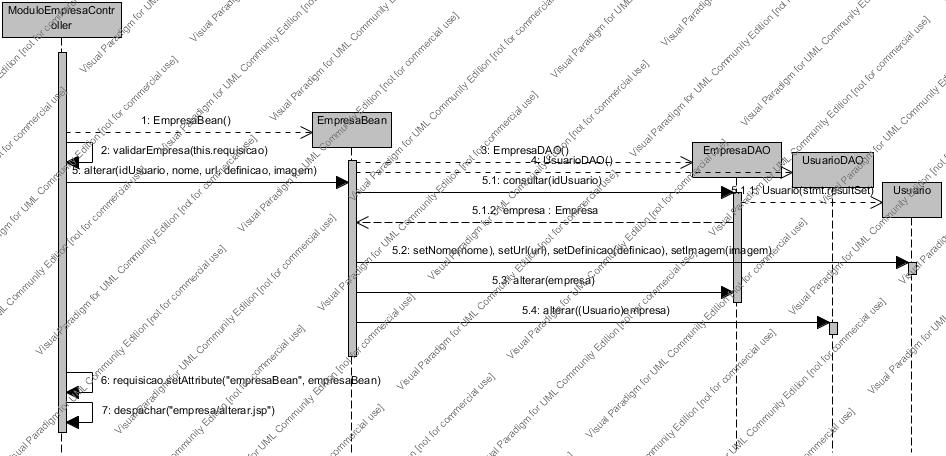 ModuloEmpresaContr
oller
1: EmpresaBean()
EmpresaBean
2: validarEmpresa(this.requisicao)
3: EmpresaDAO()
4: UsuarioDAO()
EmpresaDAO
UsuarioDAO
5: alterar(idUsuario, nome, url, definicao, imagem)
5.1: consultar(idUsuario)
5.1.1: Usuario(stmt.resultSet)
Usuario
5.1.2: empresa : Empresa
5.2: setNome(nome), setUrl(url), setDefinicao(definicao), setImagem(imagem)
5.3: alterar(empresa)
5.4: alterar((Usuario)empresa)
6: requisicao.setAttribute("empresaBean", empresaBean)
7: despachar("empresa/alterar.jsp")
Visual Paradigm for UML Community Edition [not for commercial use]